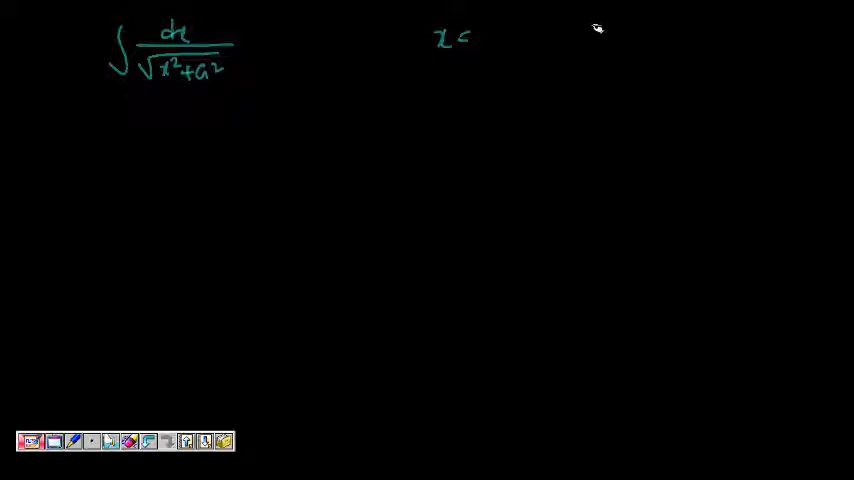 ∫ dx / √(x²+a²)    x =